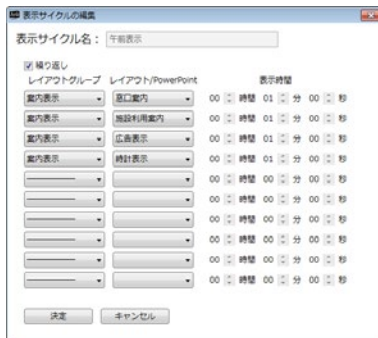 表示サイクルの編集
表示サイクル名： 午前表示
繰り返し
レイアウトグループ レイアウト/PowerPoint 表示時間
案内表示 窓口案内 00 時間 01 分 00 秒
案内表示 施設利用案内 00 時間 01 分 00 秒
案内表示 広告表示 00 時間 01 分 00 秒
案内表示 時計表示 00 時間 01 分 00 秒
00 時間 00 分 00 秒
00 時間 00 分 00 秒
00 時間 00 分 00 秒
00 時間 00 分 00 秒
00 時間 00 分 00 秒
00 時間 00 分 00 秒
決定 キャンセル